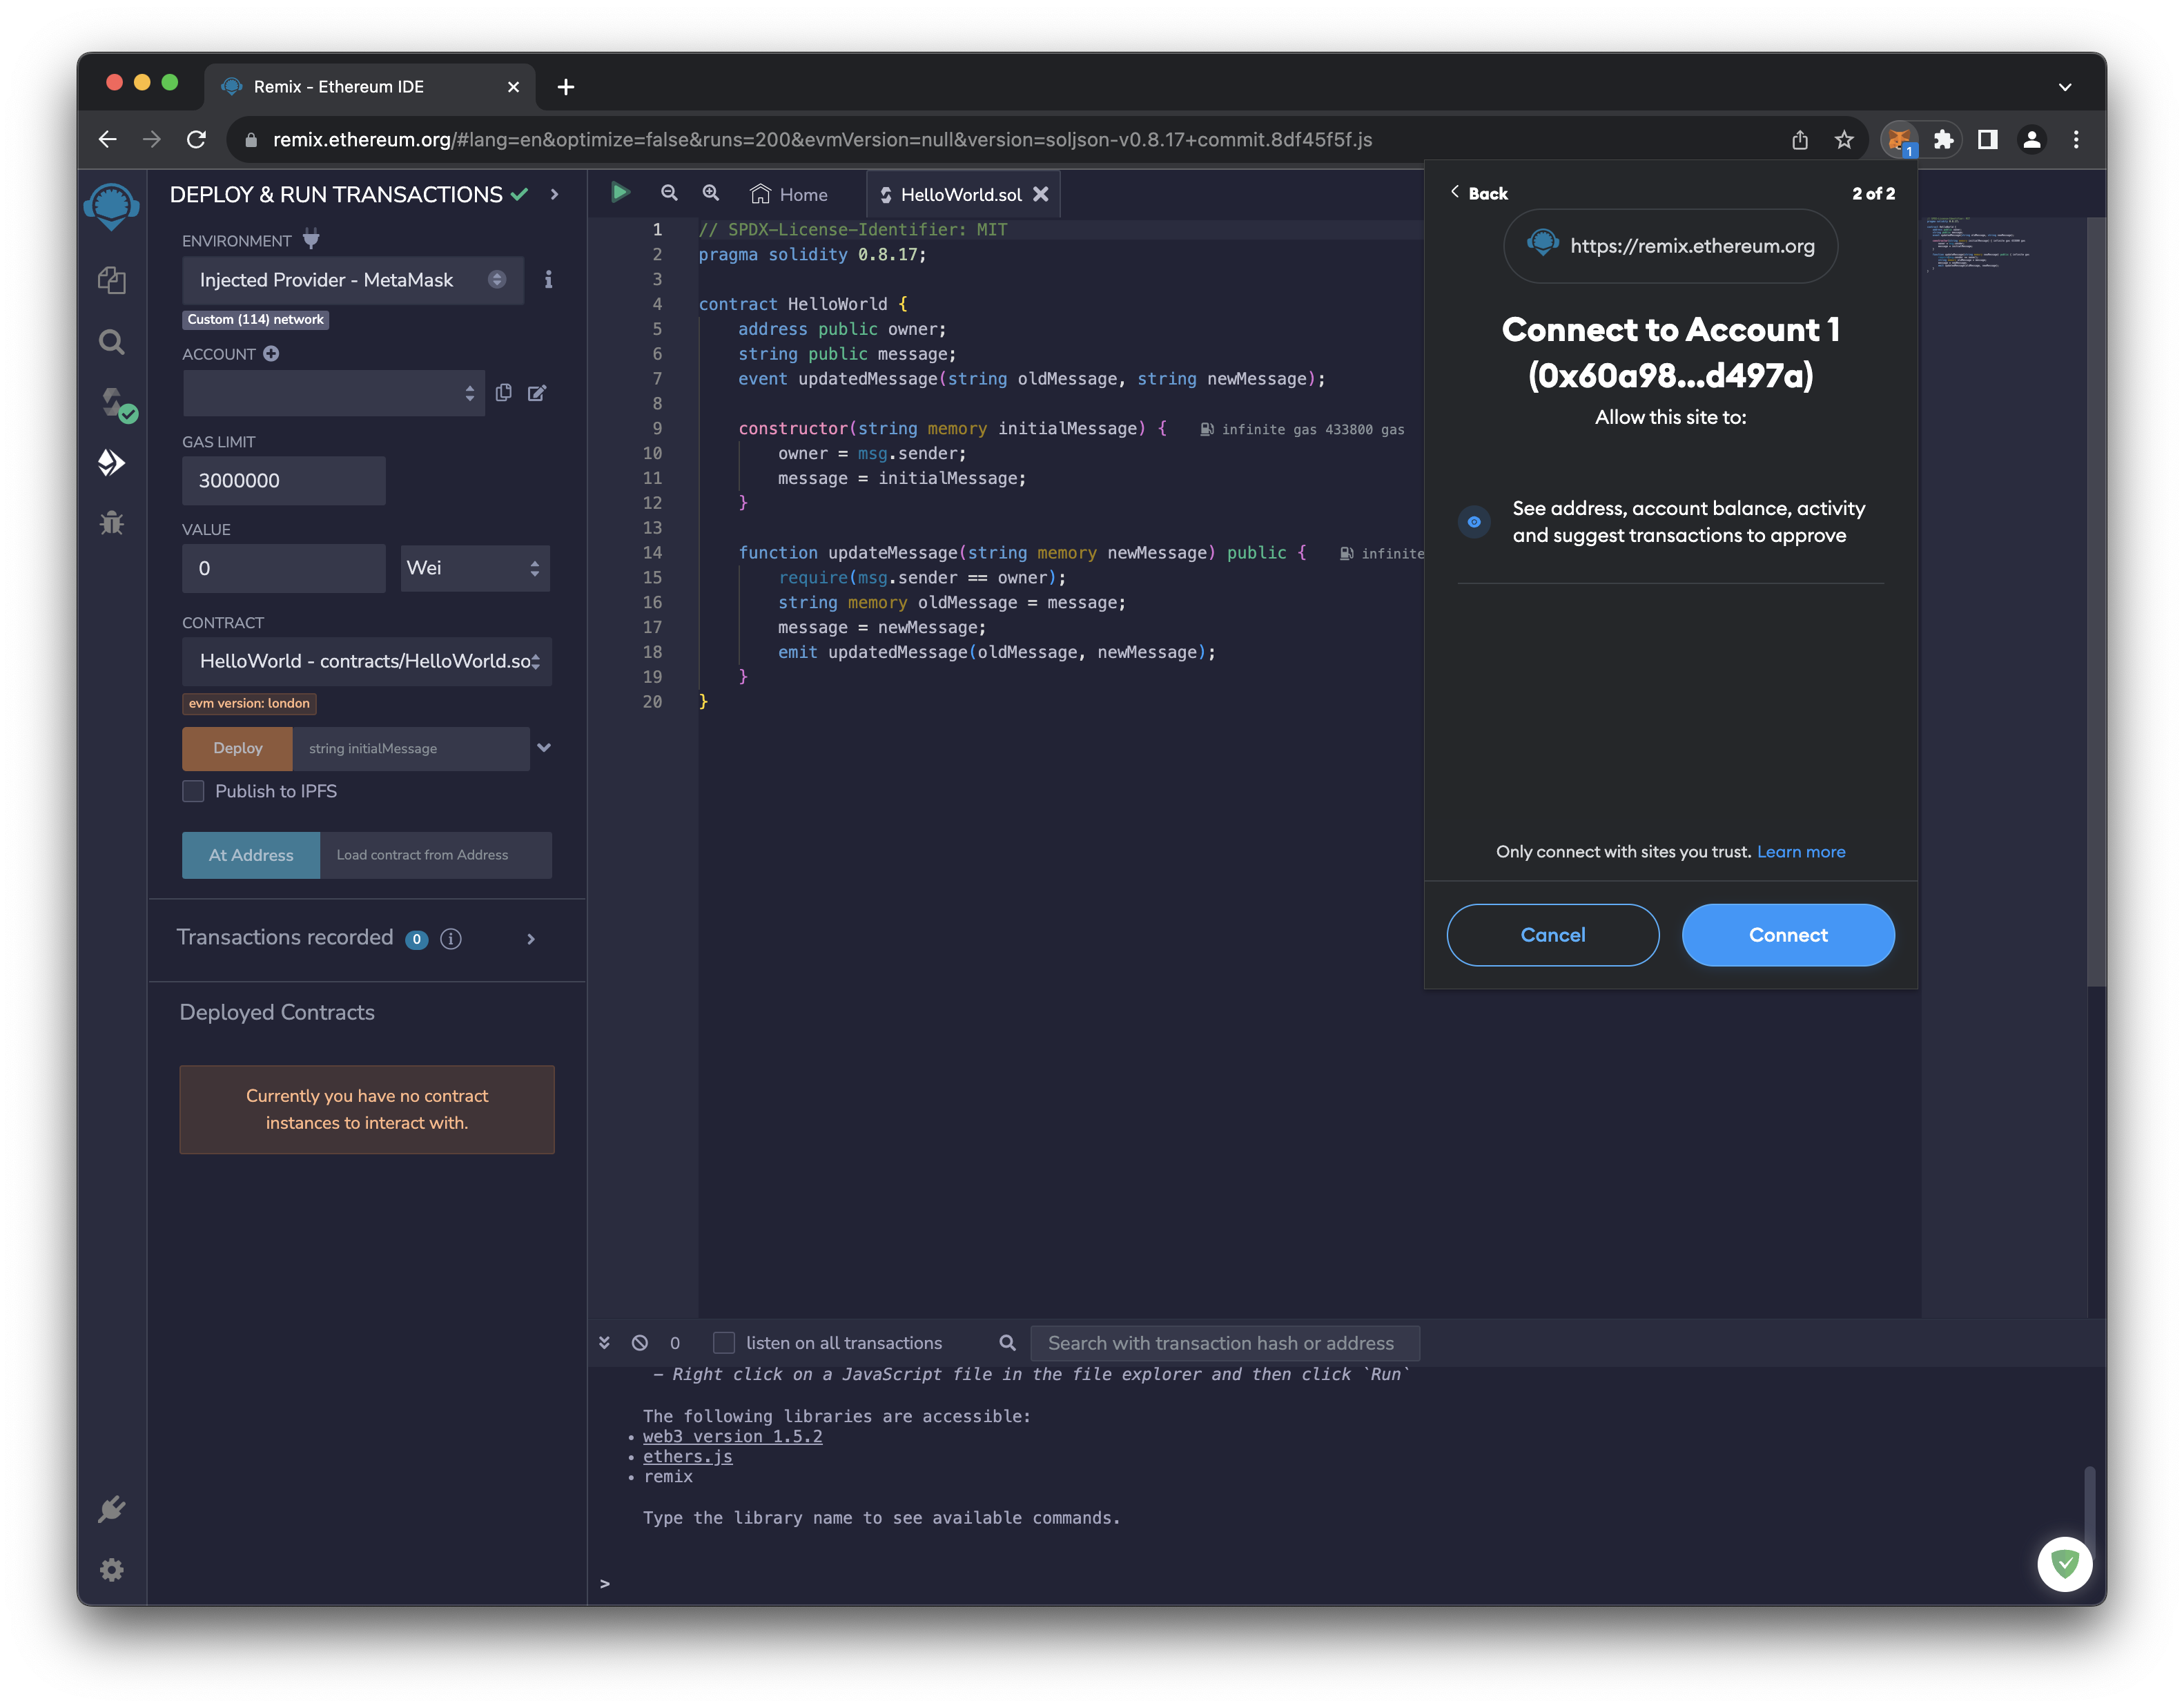 Remix - Ethereum IDE
remix.ethereum.org/#lang=en&optimize=false&runs=200&evmVersion=null&version=soljson-v0.8.17+commit.8df45f5f.js
1
DEPLOY & RUN TRANSACTIONS
ENVIRONMENT
Injected Provider - MetaMask
i
Custom (114) network
ACCOUNT
GAS LIMIT
3000000
VALUE
0
Wei
CONTRACT
HelloWorld - contracts/HelloWorld.so
evm version: london
Deploy
string initialMessage
Publish to IPFS
At Address
Load contract from Address
Transactions recorded 0 i
Deployed Contracts
Currently you have no contract
instances to interact with.
Home
HelloWorld.sol
1 // SPDX-License-Identifier: MIT
2 pragma solidity 0.8.17;
3
4 contract HelloWorld {
5 address public owner;
6 string public message;
7 event updatedMessage(string oldMessage, string newMessage);
8
9 constructor(string memory initialMessage) { infinite gas 433800 gas
10 owner = msg.sender;
11 message = initialMessage;
12 }
13
14 function updateMessage(string memory newMessage) public { infinite
15 require(msg.sender == owner);
16 string memory oldMessage = message;
17 message = newMessage;
18 emit updatedMessage(oldMessage, newMessage);
19 }
20 }
Back
2 of 2
https://remix.ethereum.org
Connect to Account 1
(0x60a98...d497a)
Allow this site to:
See address, account balance, activity
and suggest transactions to approve
Only connect with sites you trust. Learn more
Cancel
Connect
0
listen on all transactions
Search with transaction hash or address
- Right click on a JavaScript file in the file explorer and then click `Run`
The following libraries are accessible:
• web3 version 1.5.2
• ethers.js
• remix
Type the library name to see available commands.
>